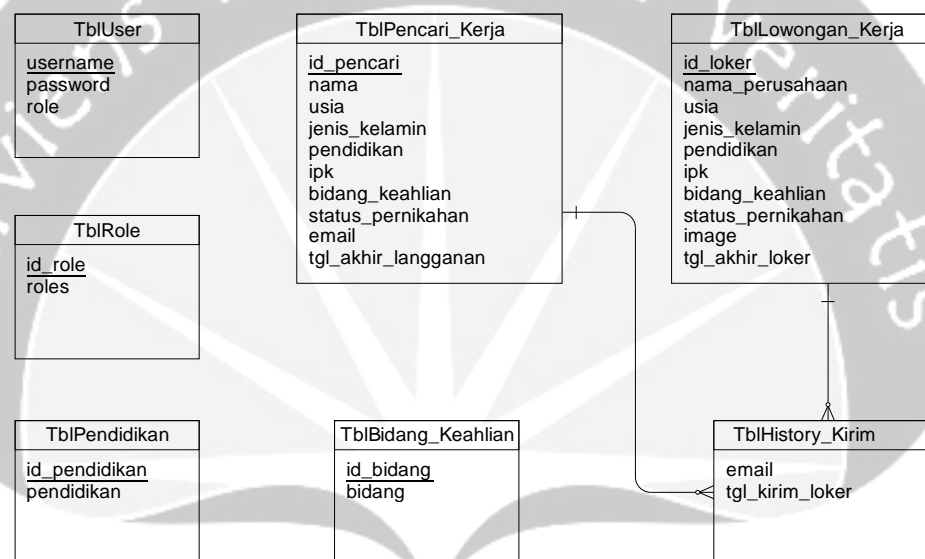 TblUser
username
password
role
TblPencari_Kerja
id_pencari
nama
usia
jenis_kelamin
pendidikan
ipk
bidang_keahlian
status_pernikahan
email
tgl_akhir_langganan
TblLowongan_Kerja
id_loker
nama_perusahaan
usia
jenis_kelamin
pendidikan
ipk
bidang_keahlian
status_pernikahan
image
tgl_akhir_loker
TblRole
id_role
roles
TblPendidikan
id_pendidikan
pendidikan
TblBidang_Keahlian
id_bidang
bidang
TblHistory_Kirim
email
tgl_kirim_loker